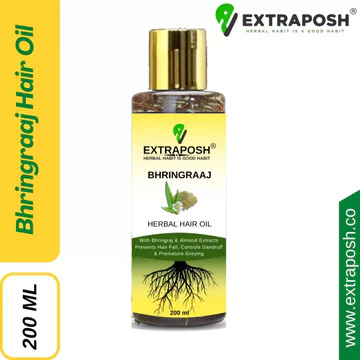 EXTRAPOSH®
HERBAL HABIT IS A GOOD HABIT
Bhringraaj Hair Oil
200 ML
EXTRAPOSH®
HERBAL HABIT IS GOOD HABIT
BHRINGRAAJ
HERBAL HAIR OIL
With Bhringraj & Almond Extracts
Prevents Hair Fall, Controls Dandruff
& Premature Greying
200 ml
www.extraposh.co